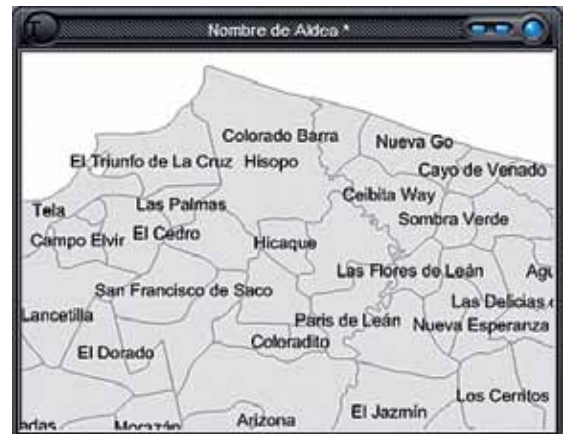 Nombre de Aldea *
Colorado Barra
Nueva Go
El Triunfo de La Cruz
Hisopo
Cayo de Venado
Ceibita Way
Tela
Las Palmas
Sombra Verde
Campo Elvir
El Cedro
Hicaque
Las Flores de Leán
Agu
San Francisco de Saco
Las Delicias
Lancetilla
Paris de Leán
Nueva Esperanza
Coloradito
El Dorado
Los Cerritos
El Jazmín
Arizona
Morazán
adas